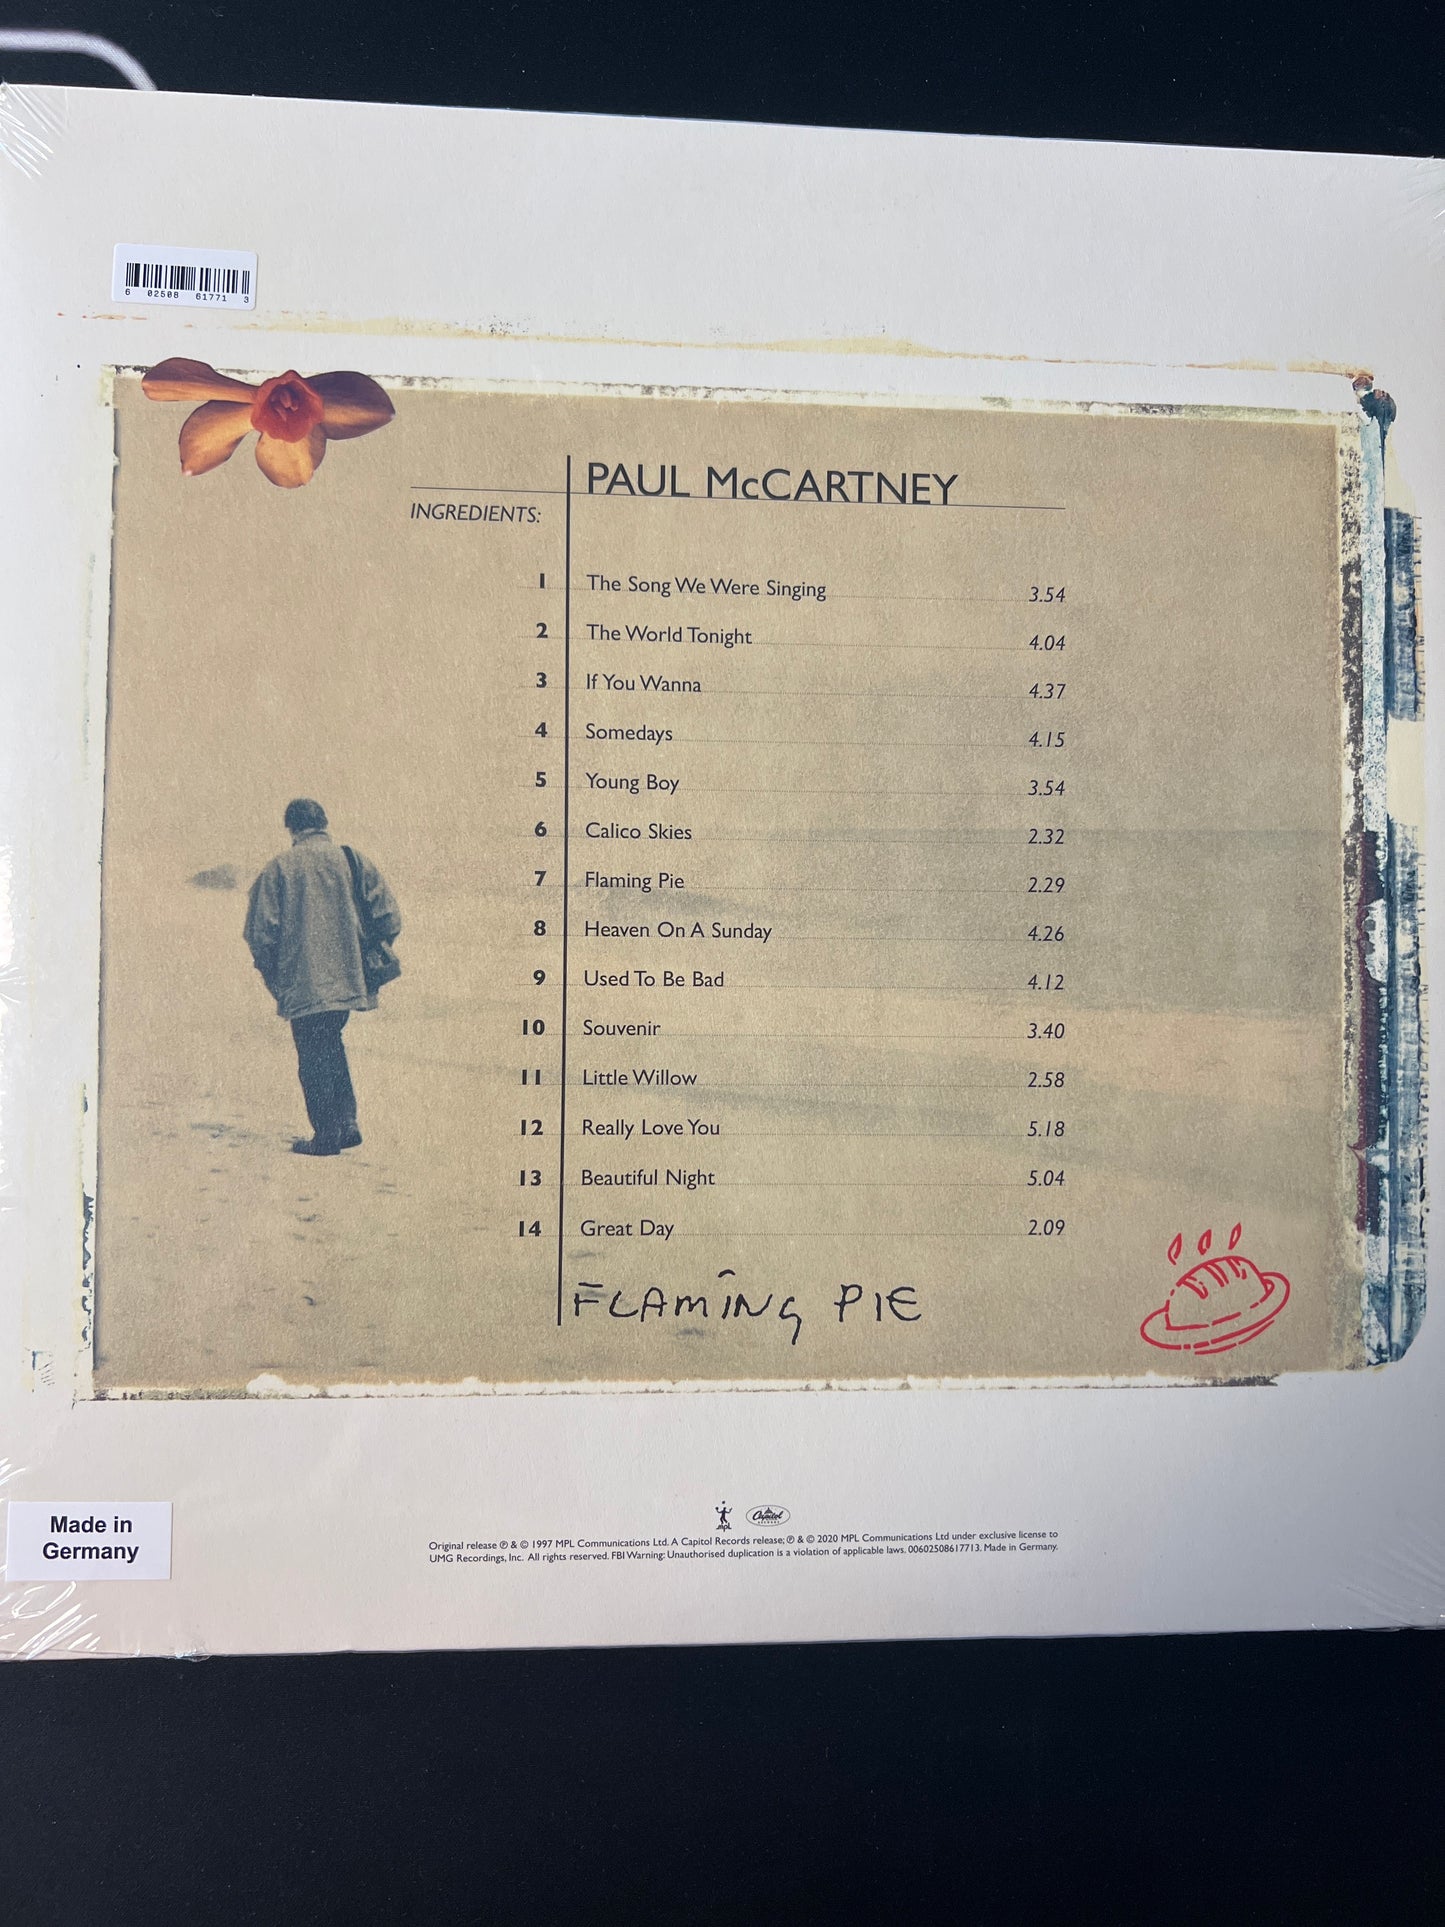 6 02508 61771 3
PAUL McCARTNEY
INGREDIENTS:
1 The Song We Were Singing 3.54
2 The World Tonight 4.04
3 If You Wanna 4.37
4 Somedays 4.15
5 Young Boy 3.54
6 Calico Skies 2.32
7 Flaming Pie 2.29
8 Heaven On A Sunday 4.26
9 Used To Be Bad 4.12
10 Souvenir 3.40
11 Little Willow 2.58
12 Really Love You 5.18
13 Beautiful Night 5.04
14 Great Day 2.09
FLAMING PIE
mpl Capitol RECORDS
Original release ℗ & © 1997 MPL Communications Ltd. A Capitol Records release; ℗ & © 2020 MPL Communications Ltd under exclusive license to
UMG Recordings, Inc. All rights reserved. FBI Warning: Unauthorised duplication is a violation of applicable laws. 00602508617713. Made in Germany.
Made in
Germany